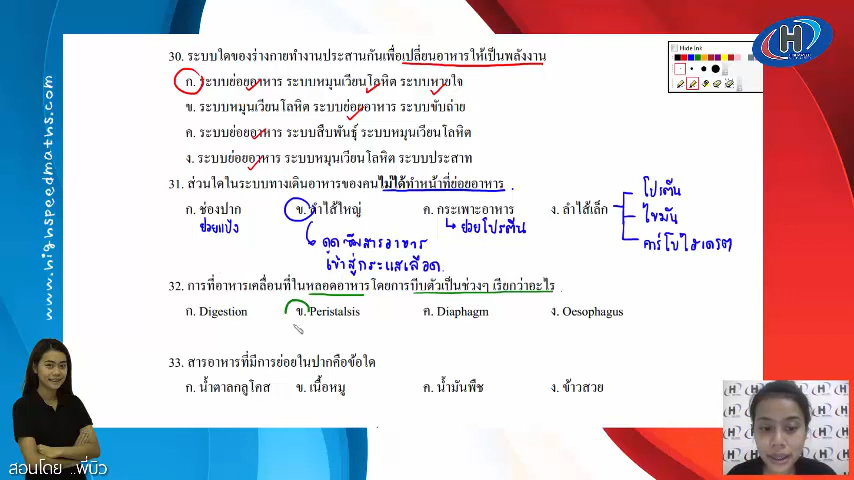 30. ระบบใดของร่างกายทำงานประสานกันเพื่อเปลี่ยนอาหารให้เป็นพลังงาน
ก. ระบบย่อยอาหาร ระบบหมุนเวียนโลหิต ระบบหายใจ
ข. ระบบหมุนเวียนโลหิต ระบบย่อยอาหาร ระบบขับถ่าย
ค. ระบบย่อยอาหาร ระบบสืบพันธุ์ ระบบหมุนเวียนโลหิต
ง. ระบบย่อยอาหาร ระบบหมุนเวียนโลหิต ระบบประสาท
31. ส่วนใดในระบบทางเดินอาหารของคนไม่ได้ทำหน้าที่ย่อยอาหาร
ก. ช่องปาก ข. ลำไส้ใหญ่ ค. กระเพาะอาหาร ง. ลำไส้เล็ก
ย่อยแป้ง
ดูดซึมสารอาหาร
เข้าสู่กระแสเลือด.
ย่อยโปรตีน
โปรตีน
ไขมัน
คาร์โบไฮเดรต
32. การที่อาหารเคลื่อนที่ในหลอดอาหารโดยการบีบตัวเป็นช่วงๆ เรียกว่าอะไร
ก. Digestion ข. Peristalsis ค. Diaphagm ง. Oesophagus
33. สารอาหารที่มีการย่อยในปากคือข้อใด
ก. น้ำตาลกลูโคส ข. เนื้อหมู ค. น้ำมันพืช ง. ข้าวสวย
Hide Ink
www.highspeedmaths.com
สอนโดย ..พี่บิว